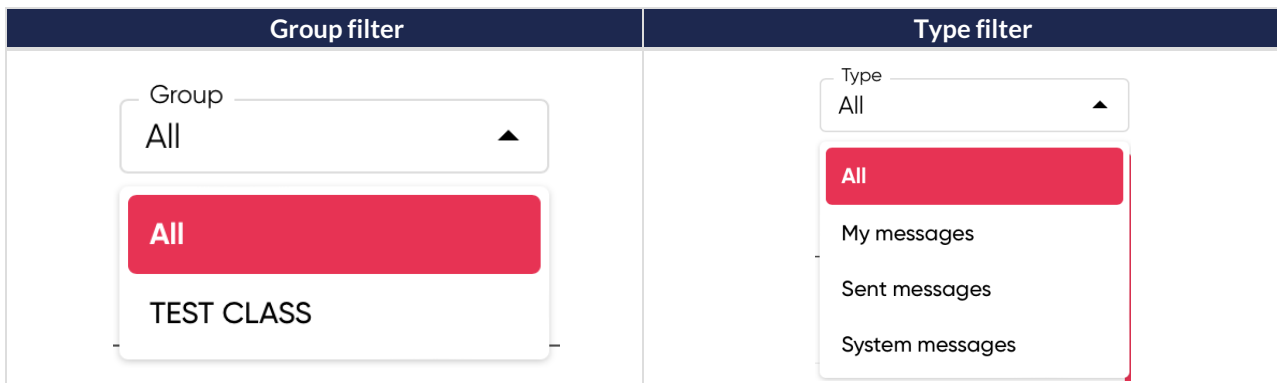 Group filter
Type filter
Group
All
All
TEST CLASS
Type
All
All
My messages
Sent messages
System messages